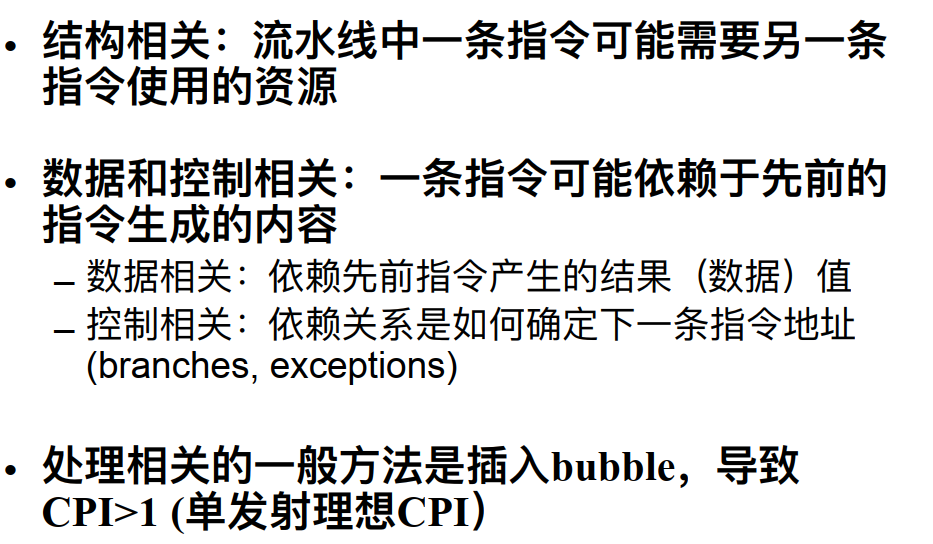 • 结构相关：流水线中一条指令可能需要另一条
指令使用的资源
• 数据和控制相关：一条指令可能依赖于先前的
指令生成的内容
– 数据相关：依赖先前指令产生的结果（数据）值
– 控制相关：依赖关系是如何确定下一条指令地址
(branches, exceptions)
• 处理相关的一般方法是插入bubble，导致
CPI>1 (单发射理想CPI）